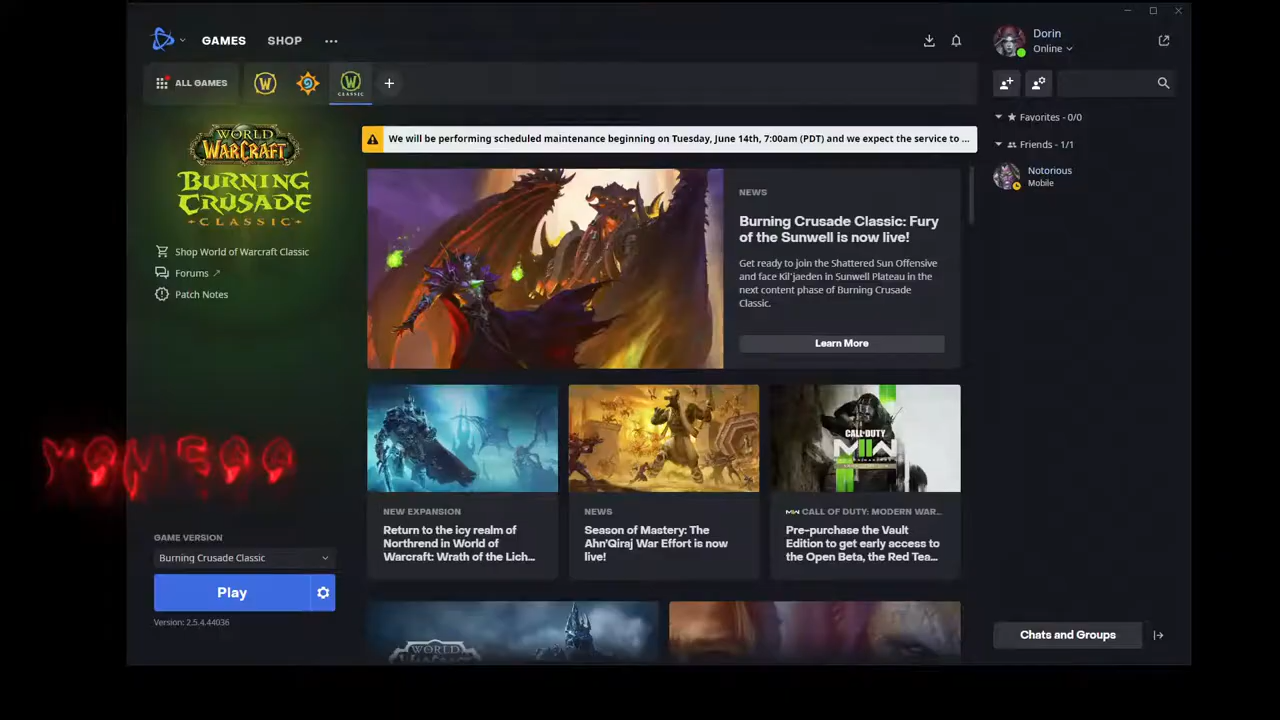 GAMES
SHOP
Dorin
Online
ALL GAMES
W
W
CLASSIC
We will be performing scheduled maintenance beginning on Tuesday, June 14th, 7:00am (PDT) and we expect the service to ...
Favorites - 0/0
Friends - 1/1
Notorious
Mobile
WORLD
WARCRAFT
BURNING
CRUSADE
CLASSIC
Shop World of Warcraft Classic
Forums
Patch Notes
NEWS
Burning Crusade Classic: Fury
of the Sunwell is now live!
Get ready to join the Shattered Sun Offensive
and face Kil'jaeden in Sunwell Plateau in the
next content phase of Burning Crusade
Classic.
Learn More
CALL OF DUTY
MWII
NEW EXPANSION
Return to the icy realm of
Northrend in World of
Warcraft: Wrath of the Lich...
NEWS
Season of Mastery: The
Ahn'Qiraj War Effort is now
live!
CALL OF DUTY: MODERN WAR...
Pre-purchase the Vault
Edition to get early access to
the Open Beta, the Red Tea...
GAME VERSION
Burning Crusade Classic
Play
Version: 2.5.4.44036
WORLD
Chats and Groups